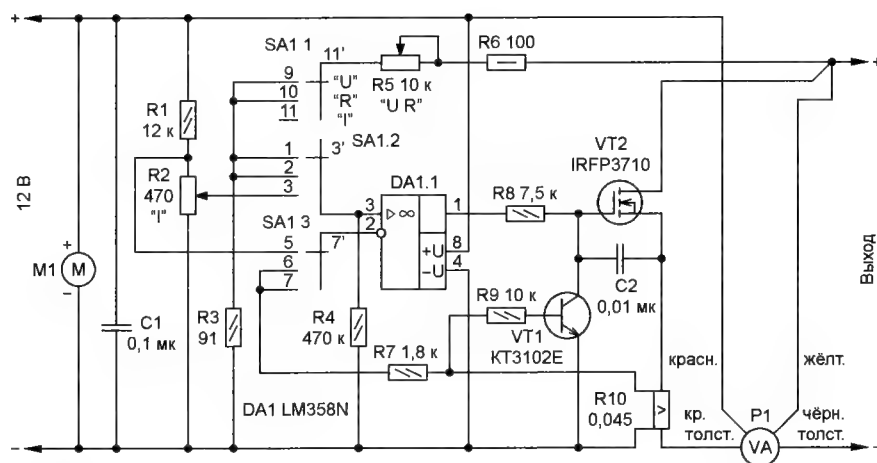 +
SA1 1
11'
R6 100
+
9
"U"
R5 10 к
10
"R"
"U R"
11
"I"
R1
12 к
SA1.2
1
3'
VT2
IRFP3710
2
R2
470
"I"
3
DA1.1
12 В
SA1 3
3
▷ ∞
1
R8 7,5 к
2
5
7'
+U
8
6
-U
4
7
C2
0,01 мк
Выход
+
M1
M
−
R9 10 к
C1
0,1 мк
R3
91
R4
470 к
VT1
КТ3102Е
R7 1,8 к
красн.
жёлт.
DA1 LM358N
R10
0,045
V
кр.
толст.
P1
чёрн.
толст.
VA
−
−